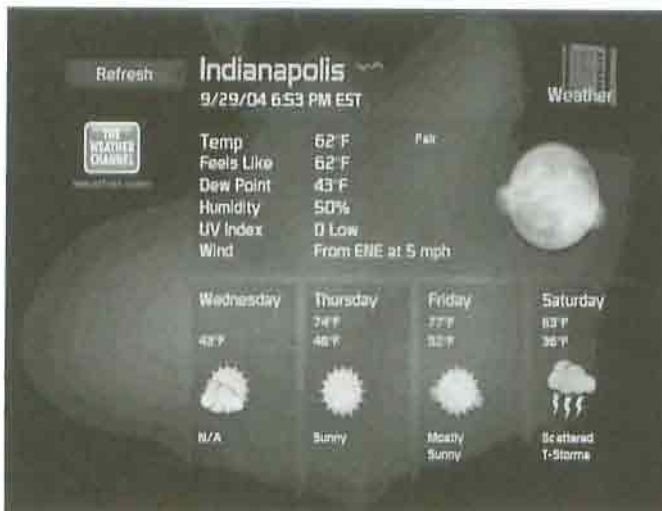 Refresh
Indianapolis
Weather
9/29/04 6:53 PM EST
THE
WEATHER
CHANNEL
Temp 62°F Fair
Feels Like 62°F
Dew Point 43°F
Humidity 50%
UV Index 0 Low
Wind From ENE at 5 mph
Wednesday Thursday Friday Saturday
74°F 77°F 63°F
46°F 36°F
N/A Sunny Mostly Scattered
Sunny T-Storms